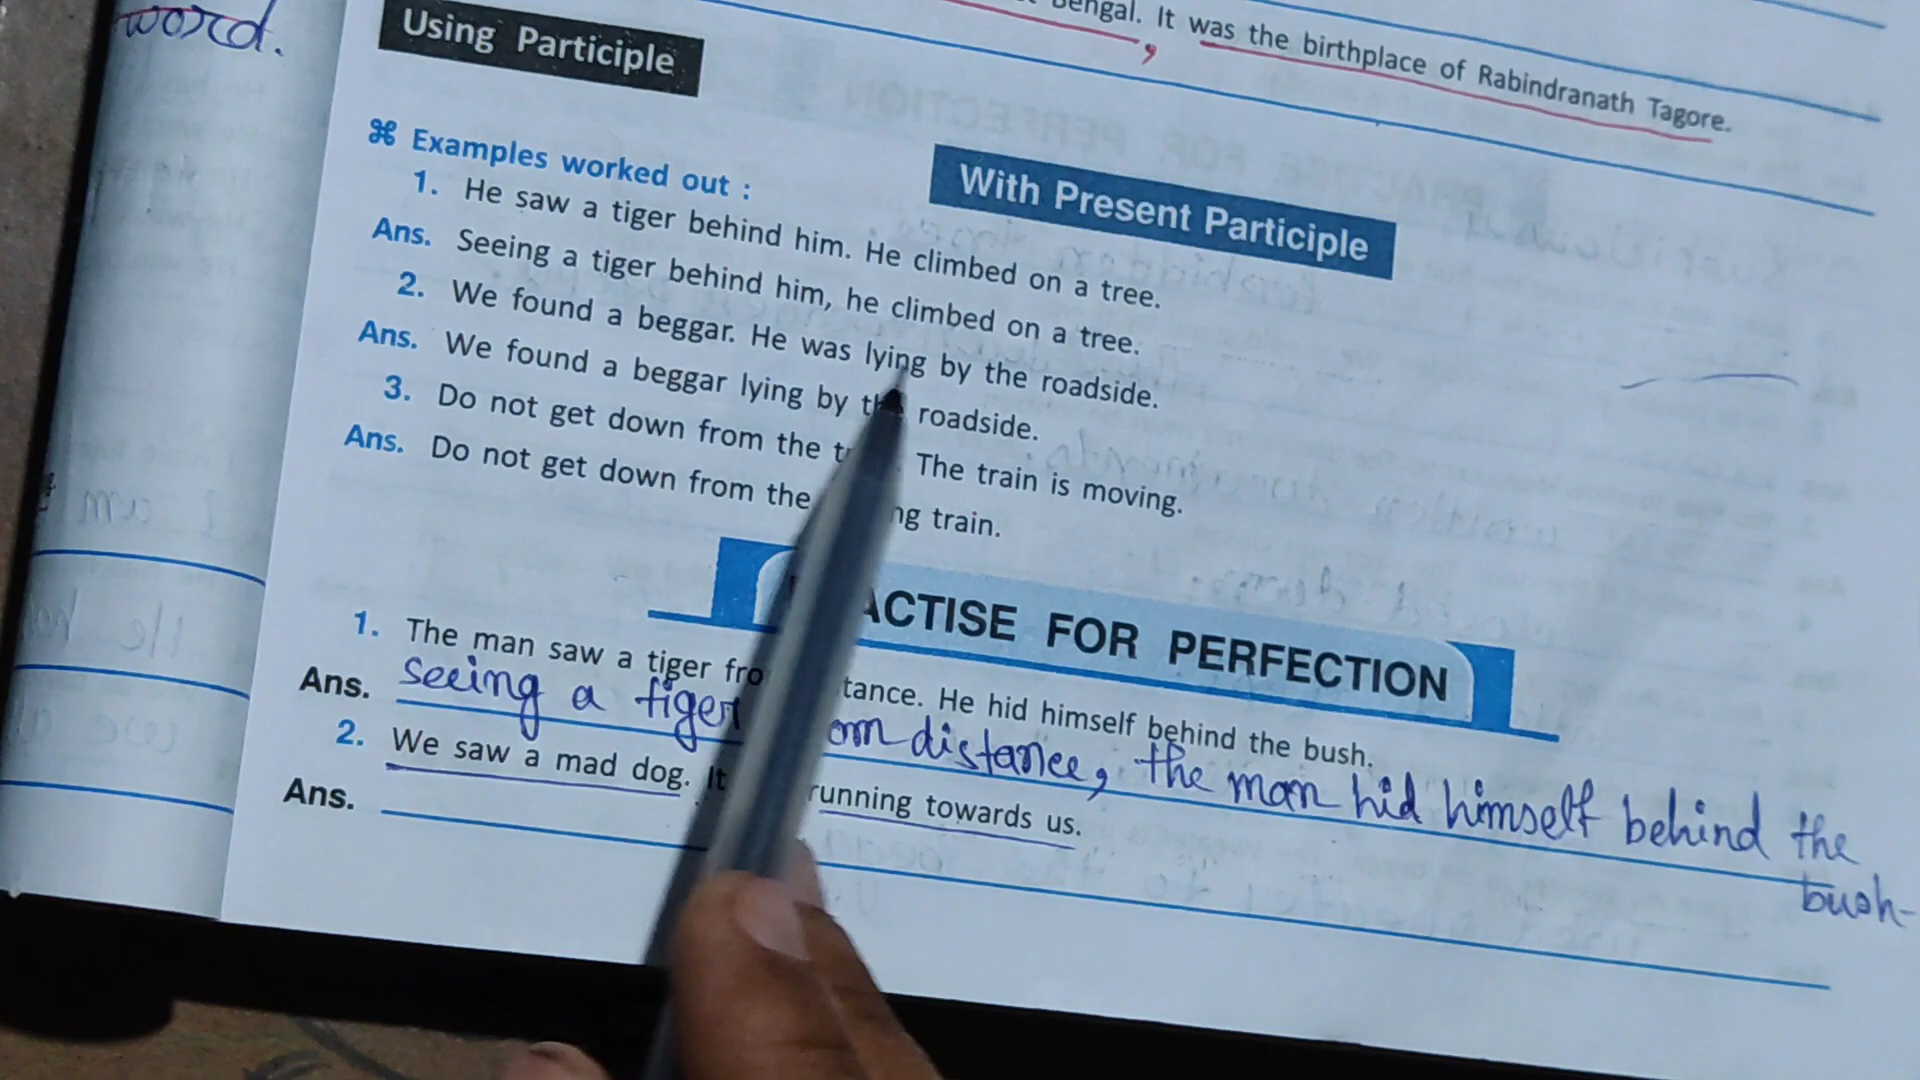 word.
Bengal. It was the birthplace of Rabindranath Tagore.
Using Participle
⌘ Examples worked out :
With Present Participle
1. He saw a tiger behind him. He climbed on a tree.
Ans. Seeing a tiger behind him, he climbed on a tree.
2. We found a beggar. He was lying by the roadside.
Ans. We found a beggar lying by the roadside.
3. Do not get down from the The train is moving.
Ans. Do not get down from the train.
FOR PERFECTION
1. The man saw a tiger He hid himself behind the bush.
Ans. seeing a tiger distance, the man hid himself behind the
bush-
2. We saw a mad dog. It running towards us.
Ans.